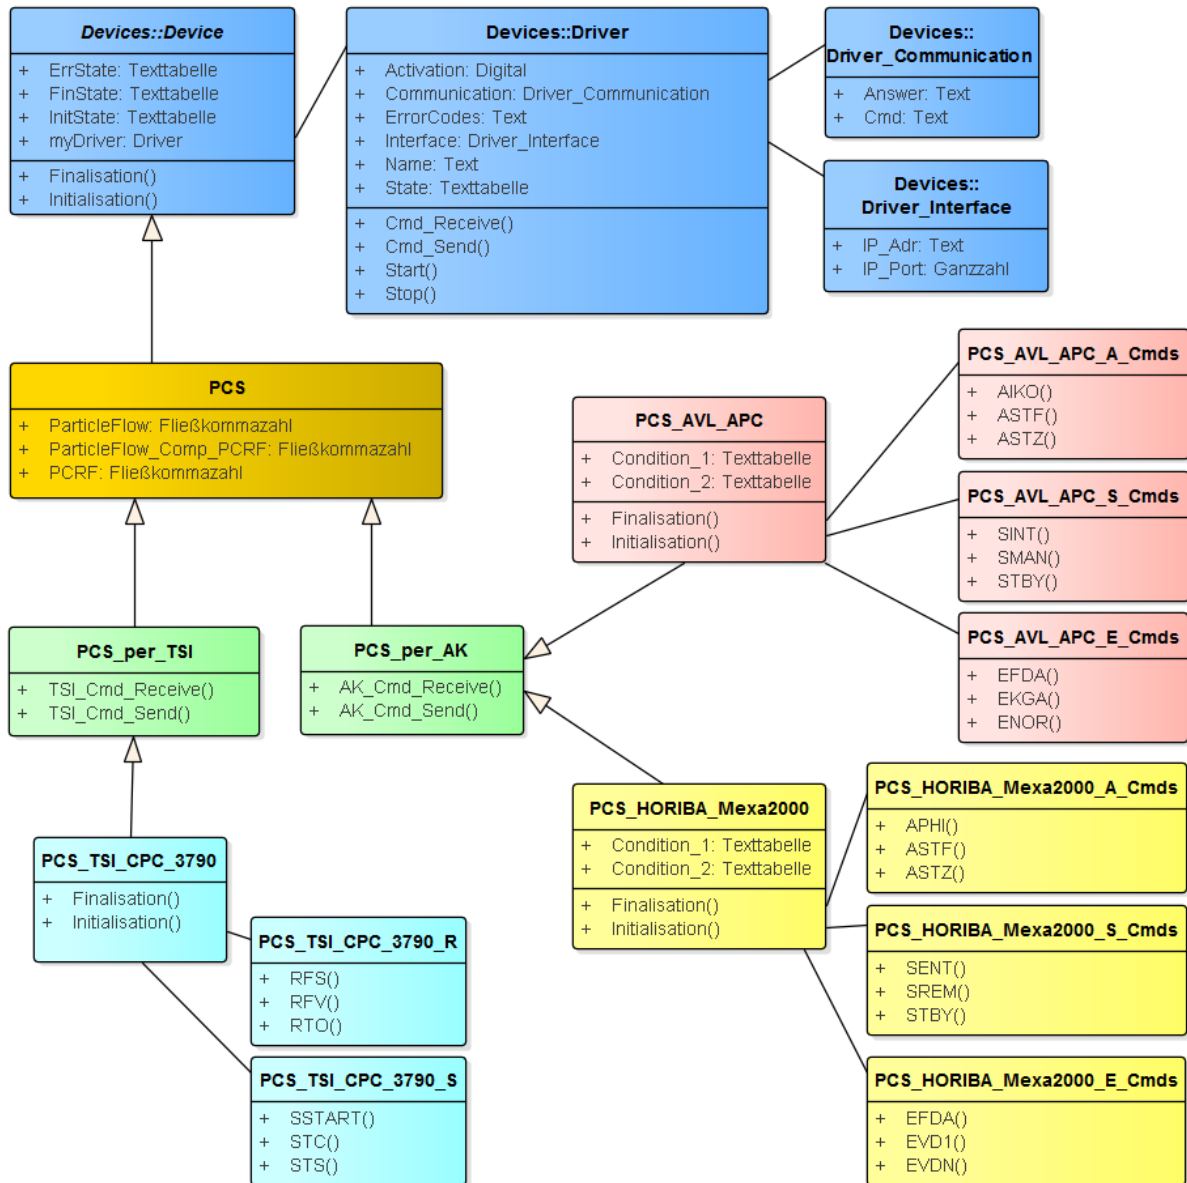 Devices::Device
+ ErrState: Texttabelle
+ FinState: Texttabelle
+ InitState: Texttabelle
+ myDriver: Driver
+ Finalisation()
+ Initialisation()
Devices::Driver
+ Activation: Digital
+ Communication: Driver_Communication
+ ErrorCodes: Text
+ Interface: Driver_Interface
+ Name: Text
+ State: Texttabelle
+ Cmd_Receive()
+ Cmd_Send()
+ Start()
+ Stop()
Devices::
Driver_Communication
+ Answer: Text
+ Cmd: Text
Devices::
Driver_Interface
+ IP_Adr: Text
+ IP_Port: Ganzzahl
PCS
+ ParticleFlow: Fließkommazahl
+ ParticleFlow_Comp_PCRF: Fließkommazahl
+ PCRF: Fließkommazahl
PCS_AVL_APC
+ Condition_1: Texttabelle
+ Condition_2: Texttabelle
+ Finalisation()
+ Initialisation()
PCS_AVL_APC_A_Cmds
+ AIKO()
+ ASTF()
+ ASTZ()
PCS_AVL_APC_S_Cmds
+ SINT()
+ SMAN()
+ STBY()
PCS_AVL_APC_E_Cmds
+ EFDA()
+ EKGA()
+ ENOR()
PCS_per_TSI
+ TSI_Cmd_Receive()
+ TSI_Cmd_Send()
PCS_per_AK
+ AK_Cmd_Receive()
+ AK_Cmd_Send()
PCS_HORIBA_Mexa2000
+ Condition_1: Texttabelle
+ Condition_2: Texttabelle
+ Finalisation()
+ Initialisation()
PCS_HORIBA_Mexa2000_A_Cmds
+ APHI()
+ ASTF()
+ ASTZ()
PCS_HORIBA_Mexa2000_S_Cmds
+ SENT()
+ SREM()
+ STBY()
PCS_HORIBA_Mexa2000_E_Cmds
+ EFDA()
+ EVD1()
+ EVDN()
PCS_TSI_CPC_3790
+ Finalisation()
+ Initialisation()
PCS_TSI_CPC_3790_R
+ RFS()
+ RFV()
+ RTO()
PCS_TSI_CPC_3790_S
+ SSTART()
+ STC()
+ STS()